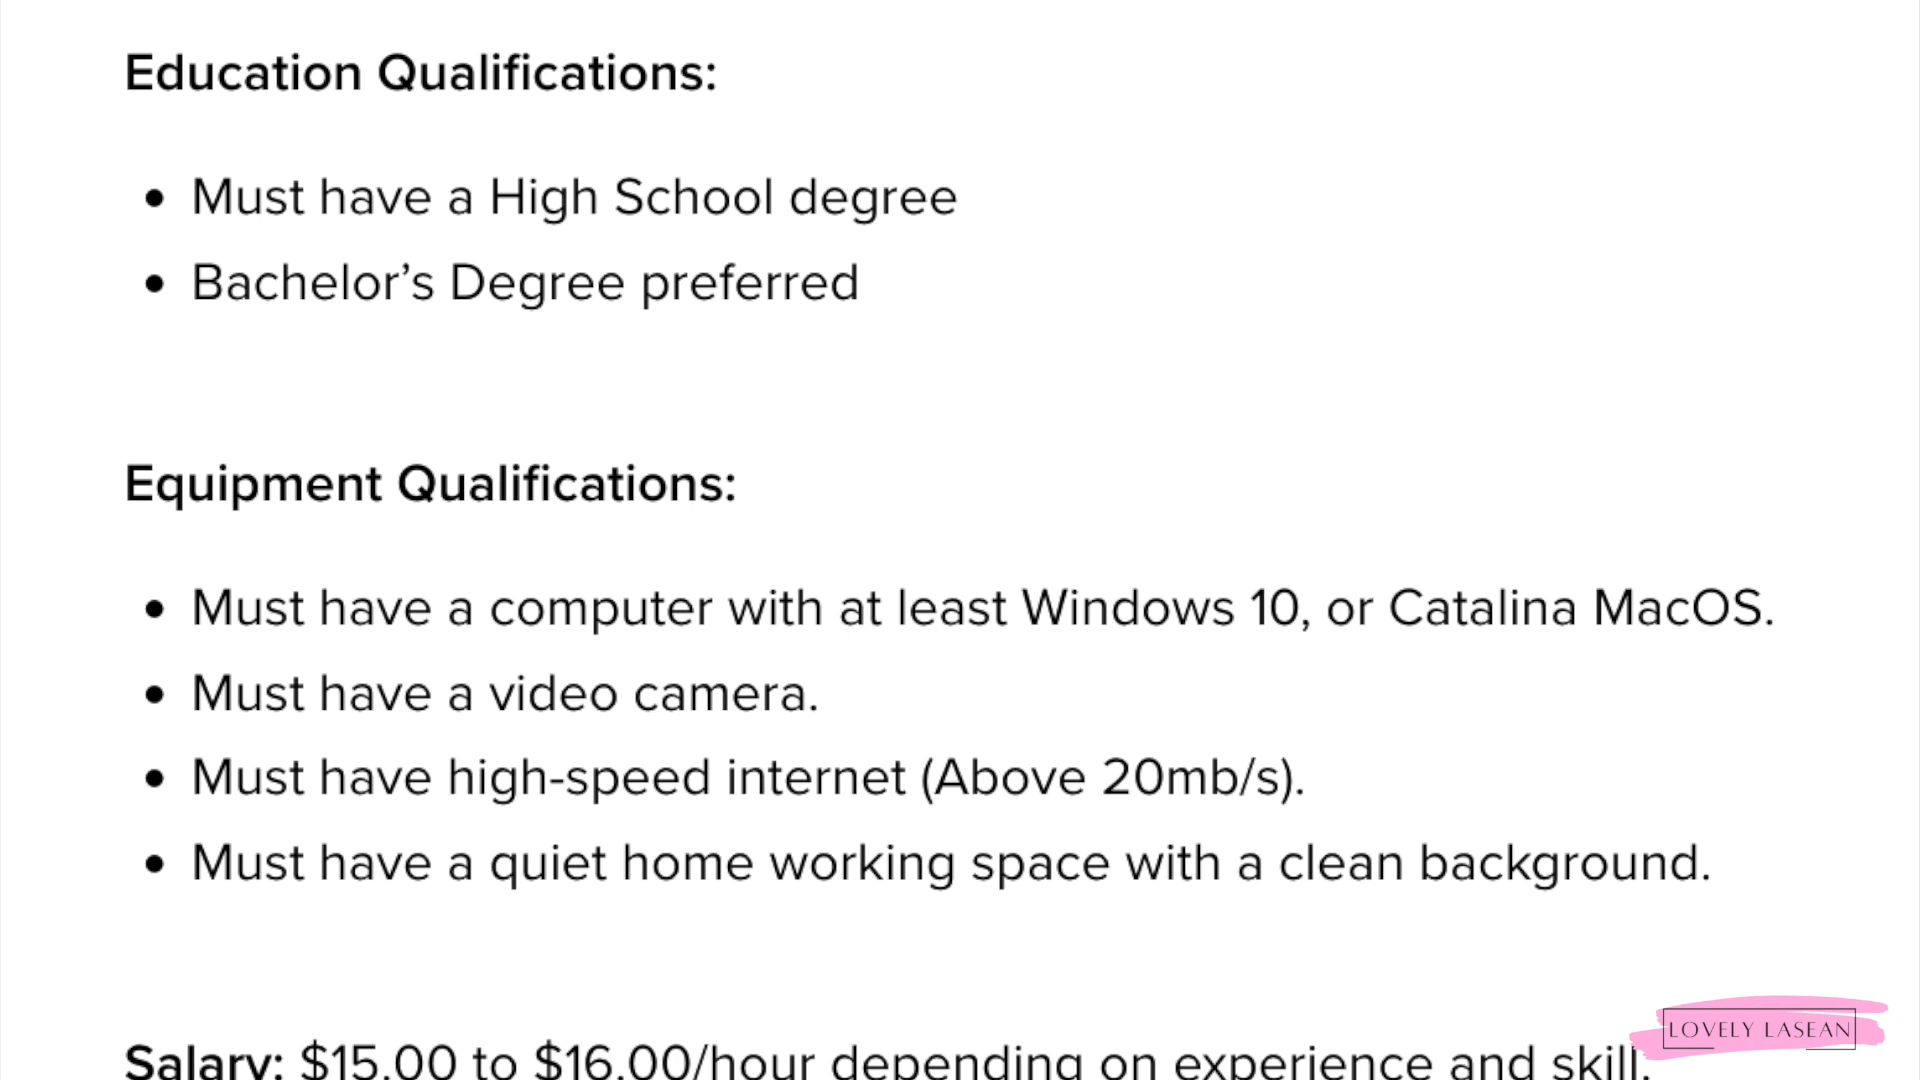 Education Qualifications:
• Must have a High School degree
• Bachelor’s Degree preferred
Equipment Qualifications:
• Must have a computer with at least Windows 10, or Catalina MacOS.
• Must have a video camera.
• Must have high-speed internet (Above 20mb/s).
• Must have a quiet home working space with a clean background.
Salary: $15.00 to $16.00/hour depending on experience and skill.
LOVELY LASEAN